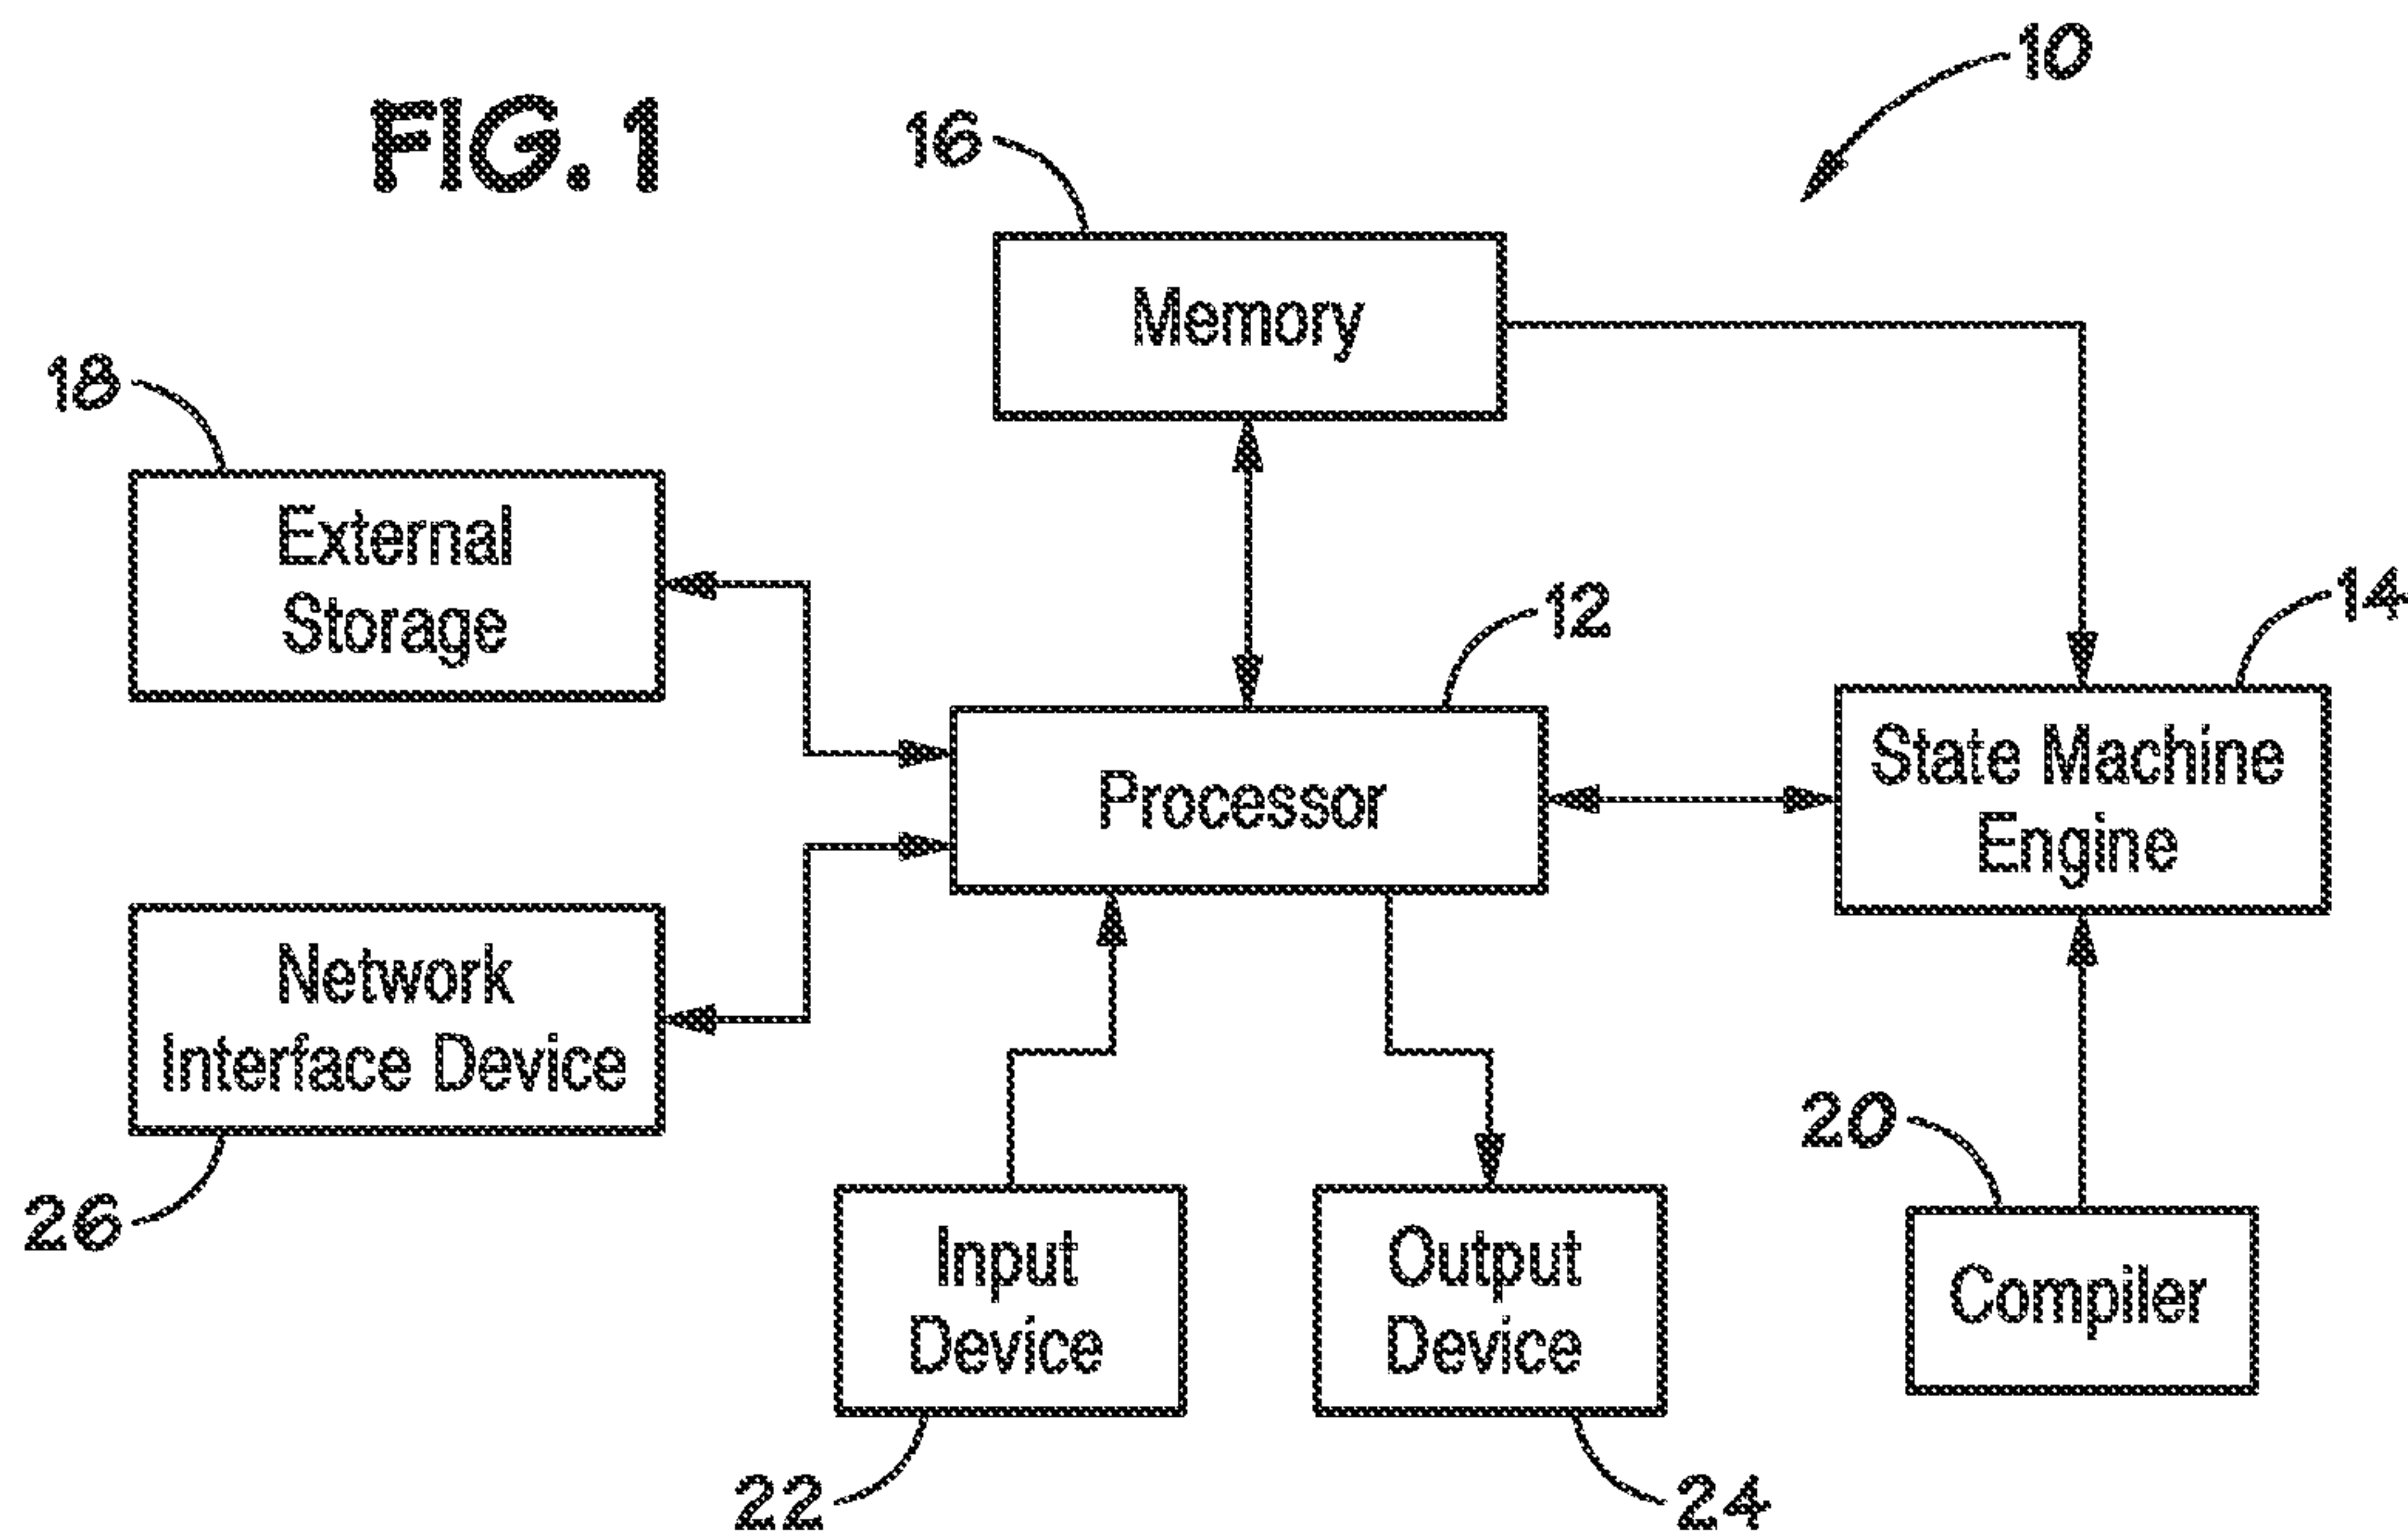 FIG. 1
10
16
Memory
18
External
Storage
12
14
Processor
State Machine
Engine
Network
Interface Device
26
20
Input
Device
Output
Device
Compiler
22
24